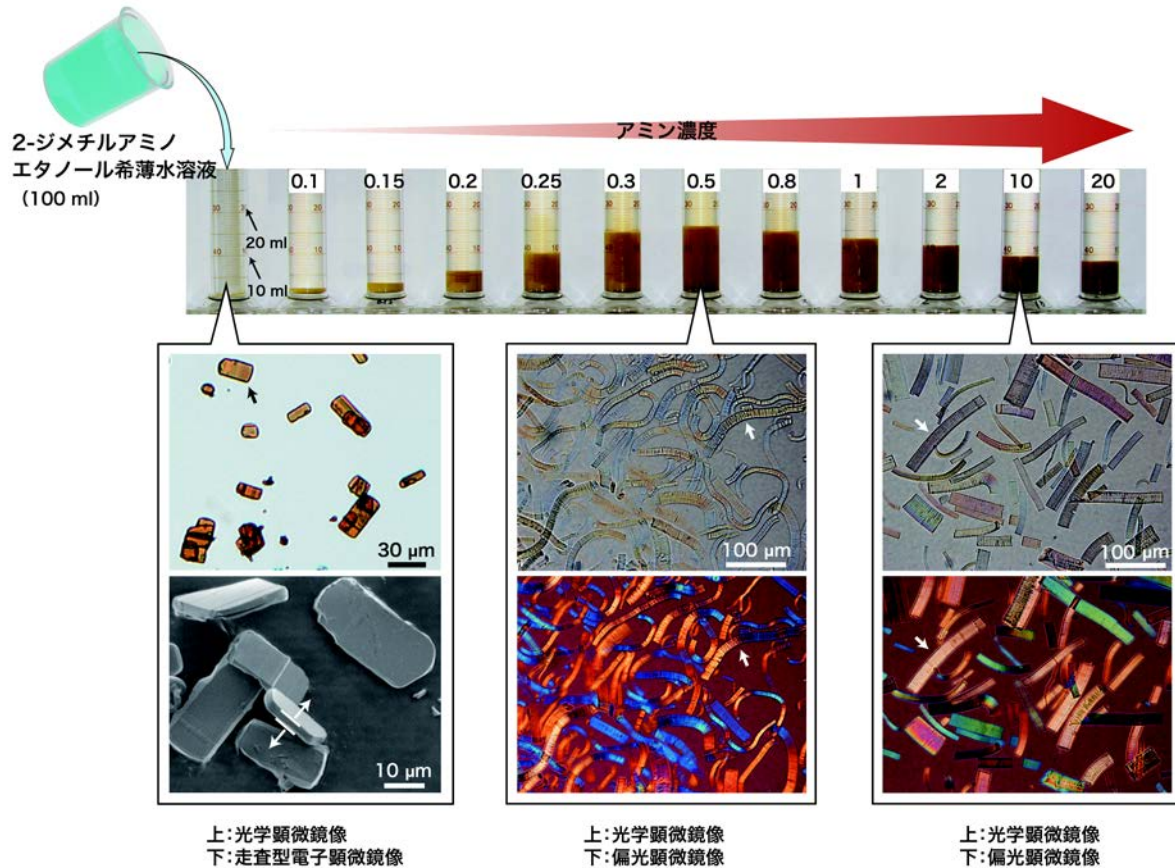 2-ジメチルアミノ
エタノール希薄水溶液
（100 ml）
アミン濃度
0.1 0.15 0.2 0.25 0.3 0.5 0.8 1 2 10 20
20 ml
10 ml
30 µm
100 µm
100 µm
10 µm
上：光学顕微鏡像
下：走査型電子顕微鏡像
上：光学顕微鏡像
下：偏光顕微鏡像
上：光学顕微鏡像
下：偏光顕微鏡像